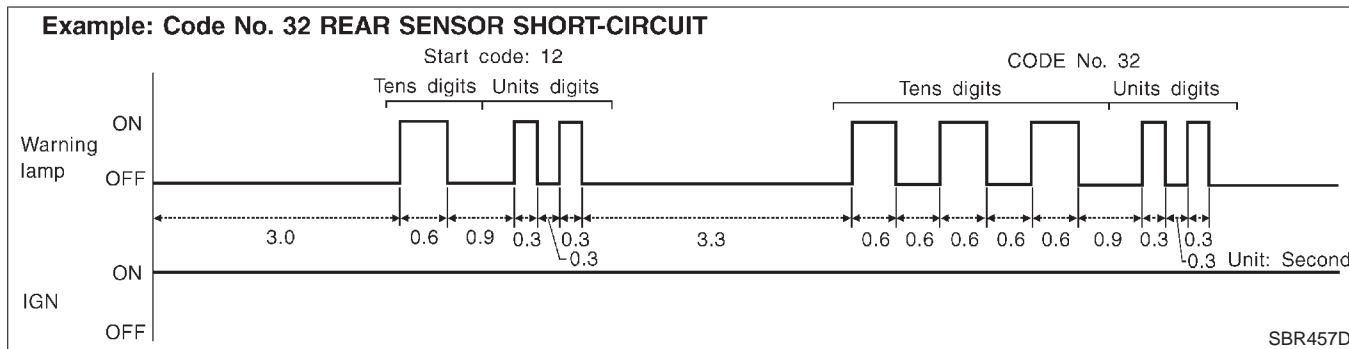 Example: Code No. 32 REAR SENSOR SHORT-CIRCUIT
Start code: 12
CODE No. 32
Tens digits Units digits
Tens digits Units digits
ON
Warning
lamp
OFF
3.0 0.6 0.9 0.3 0.3 3.3 0.6 0.6 0.6 0.6 0.6 0.9 0.3 0.3
0.3 0.3 Unit: Second
ON
IGN
OFF
SBR457D